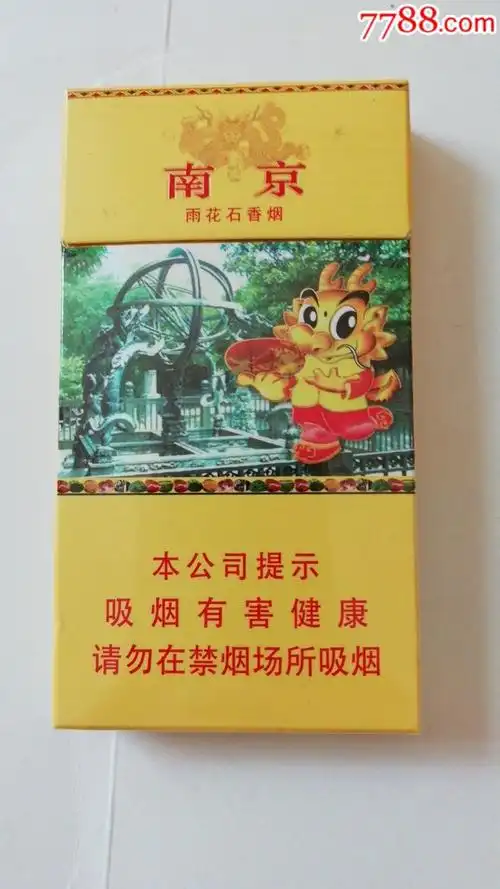 7788.com
南京
雨花石香烟
本公司提示
吸烟有害健康
请勿在禁烟场所吸烟